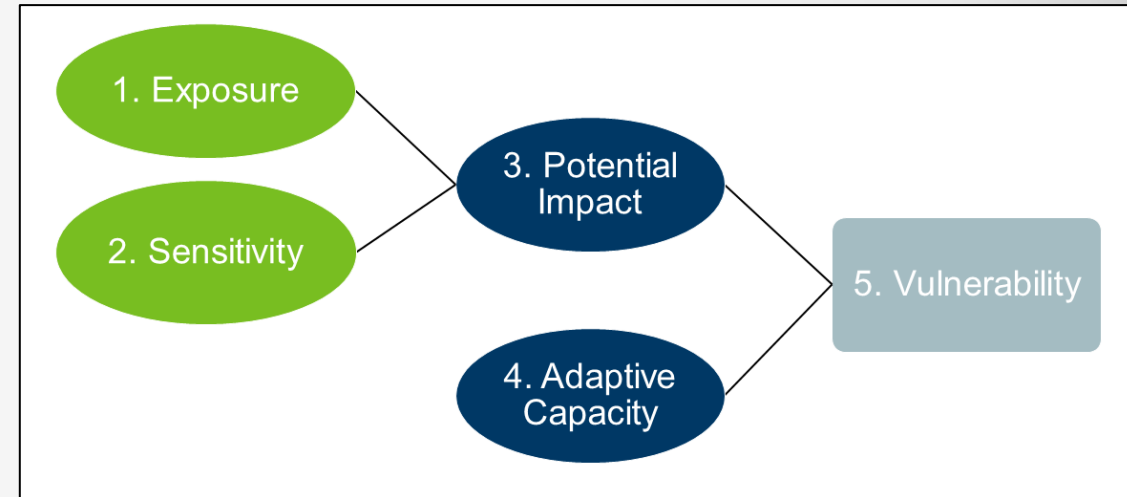 1. Exposure
2. Sensitivity
3. Potential
Impact
4. Adaptive
Capacity
5. Vulnerability